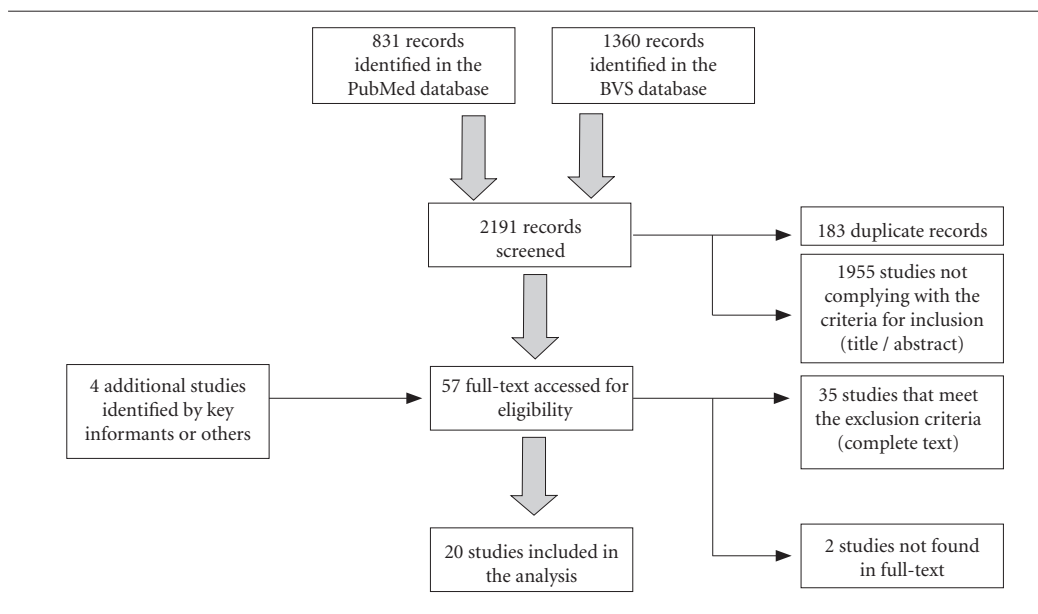 831 records
identified in the
PubMed database
1360 records
identified in the
BVS database
2191 records
screened
183 duplicate records
1955 studies not
complying with the
criteria for inclusion
(title / abstract)
4 additional studies
identified by key
informants or others
57 full-text accessed for
eligibility
35 studies that meet
the exclusion criteria
(complete text)
20 studies included in
the analysis
2 studies not found
in full-text